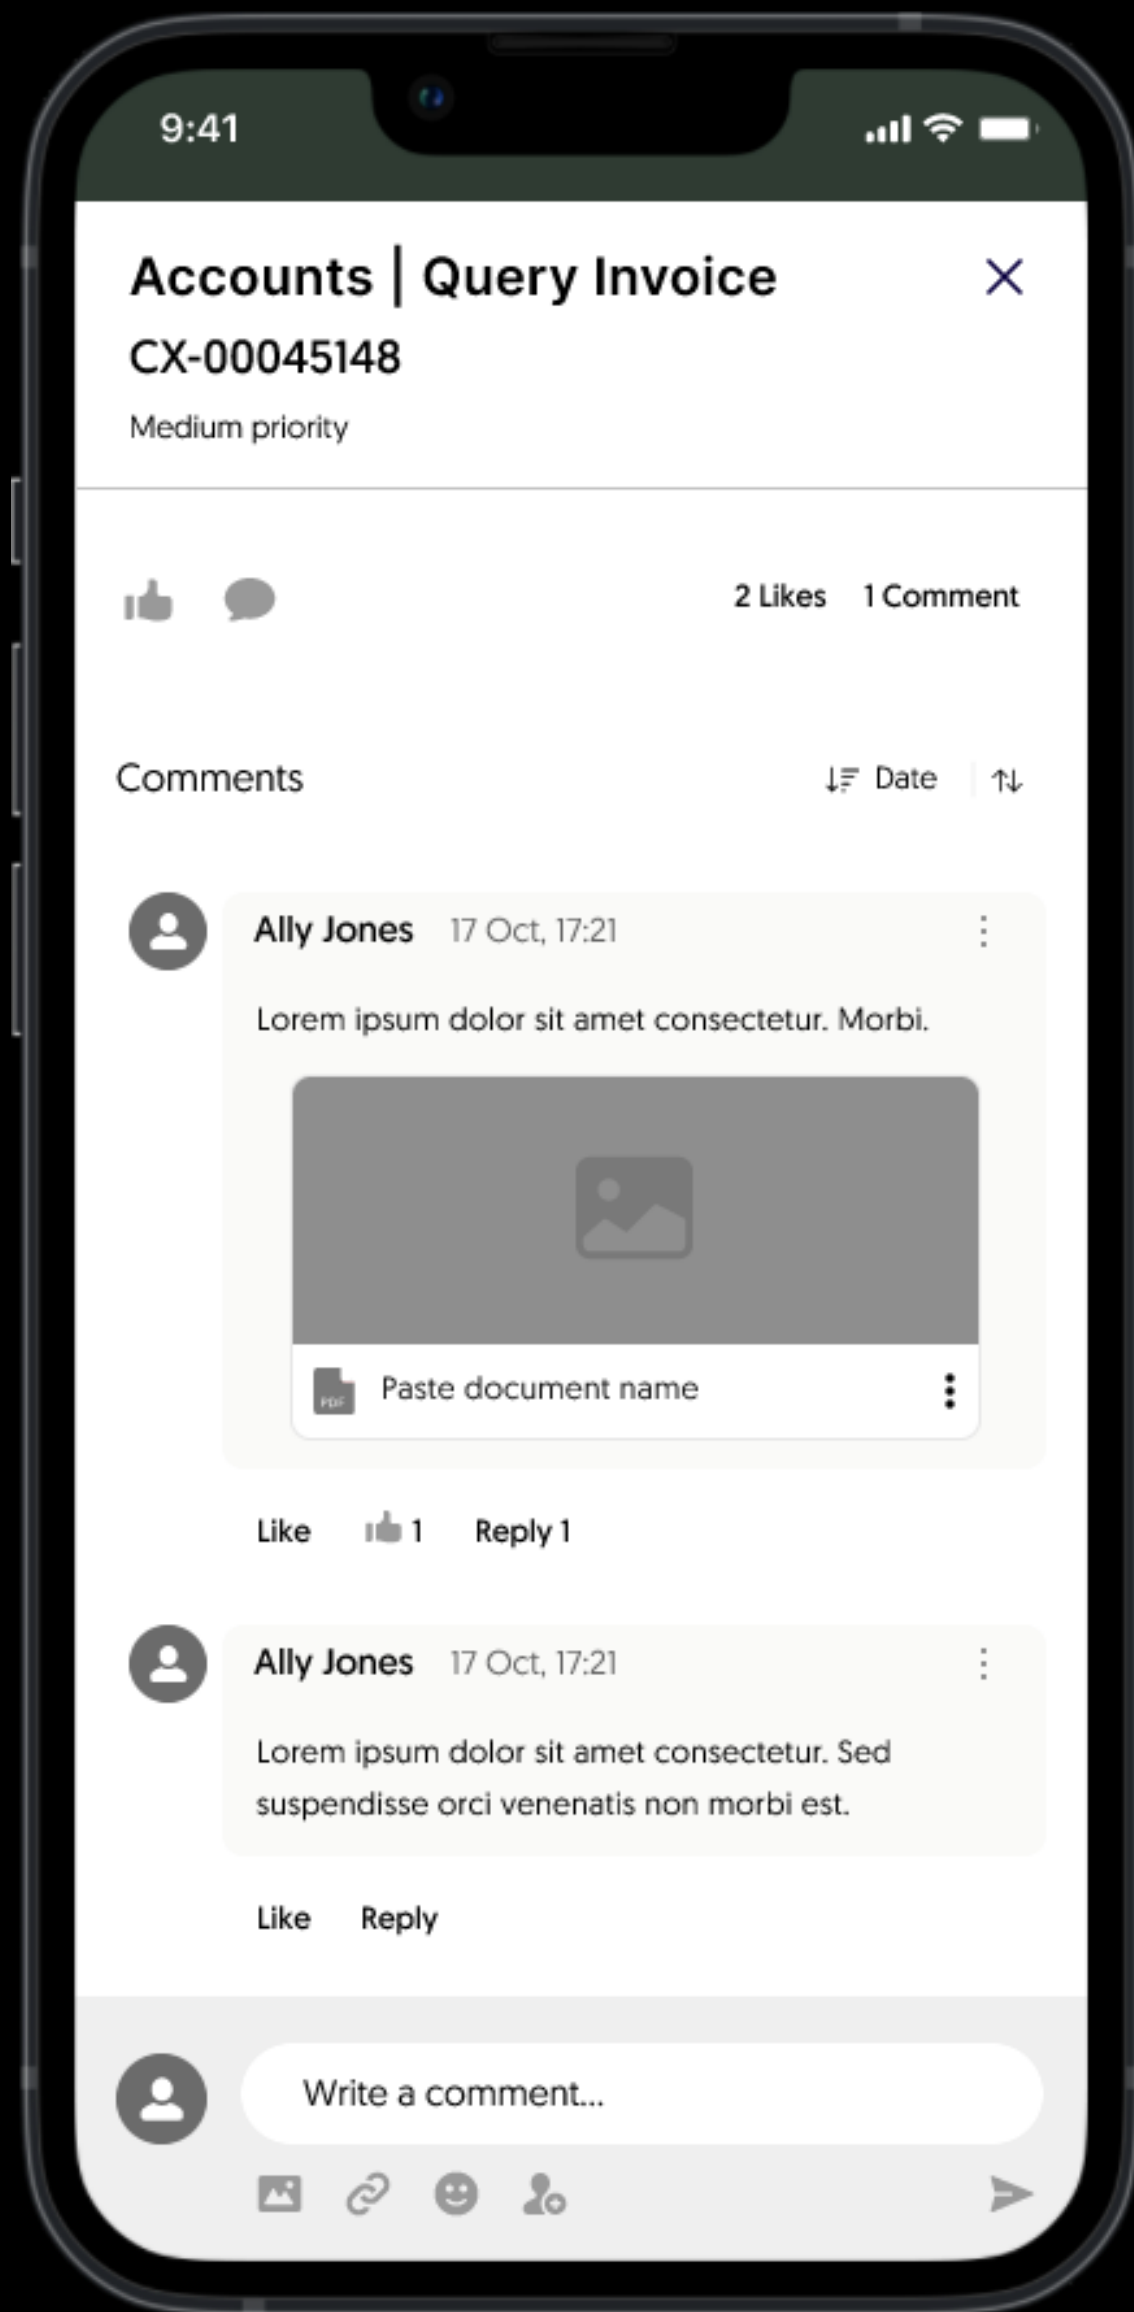 9:41
Accounts | Query Invoice
CX-00045148
Medium priority
2 Likes 1 Comment
Comments Date
Ally Jones 17 Oct, 17:21
Lorem ipsum dolor sit amet consectetur. Morbi.
PDF Paste document name
Like 1 Reply 1
Ally Jones 17 Oct, 17:21
Lorem ipsum dolor sit amet consectetur. Sed
suspendisse orci venenatis non morbi est.
Like Reply
Write a comment...